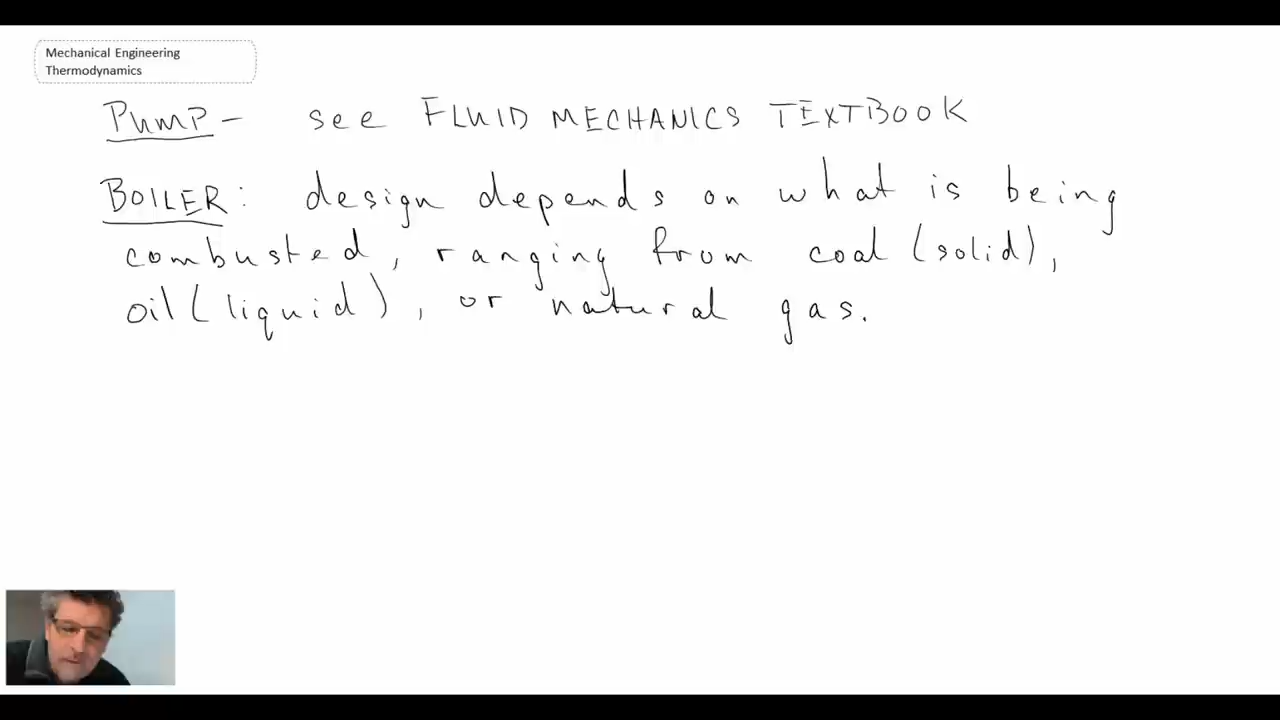 Mechanical Engineering
Thermodynamics
PUMP - see FLUID MECHANICS TEXTBOOK
BOILER: design depends on what is being
combusted, ranging from coal (solid),
oil (liquid), or natural gas.